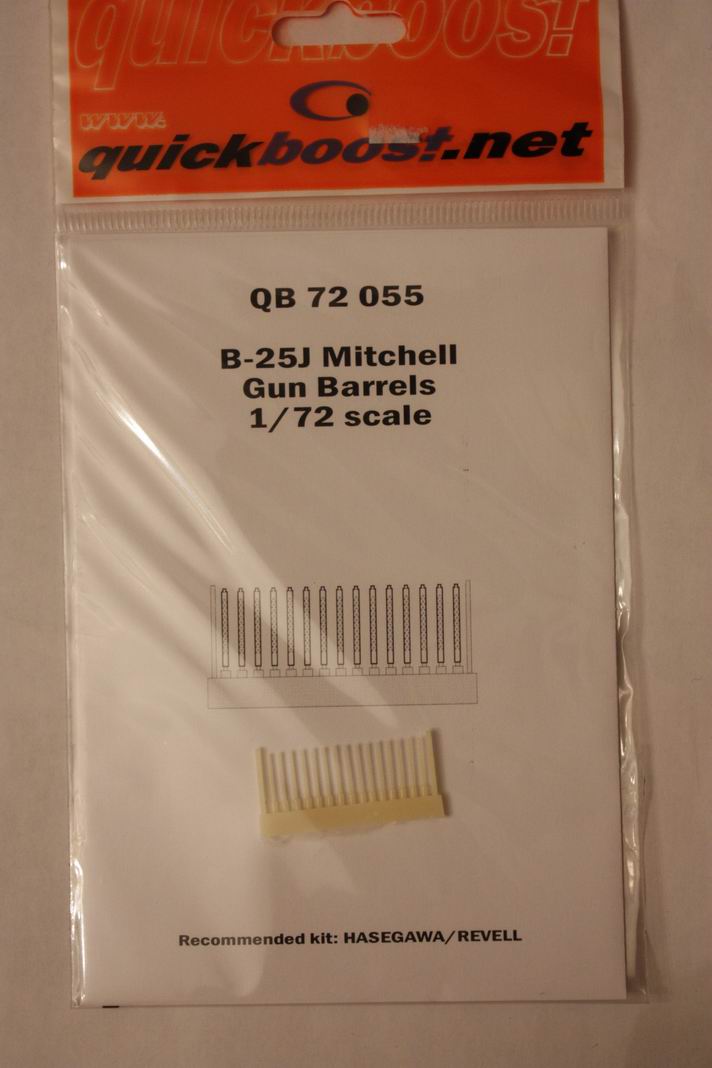 quickboost
www.
quickboost.net
QB 72 055
B-25J Mitchell
Gun Barrels
1/72 scale
Recommended kit: HASEGAWA/REVELL